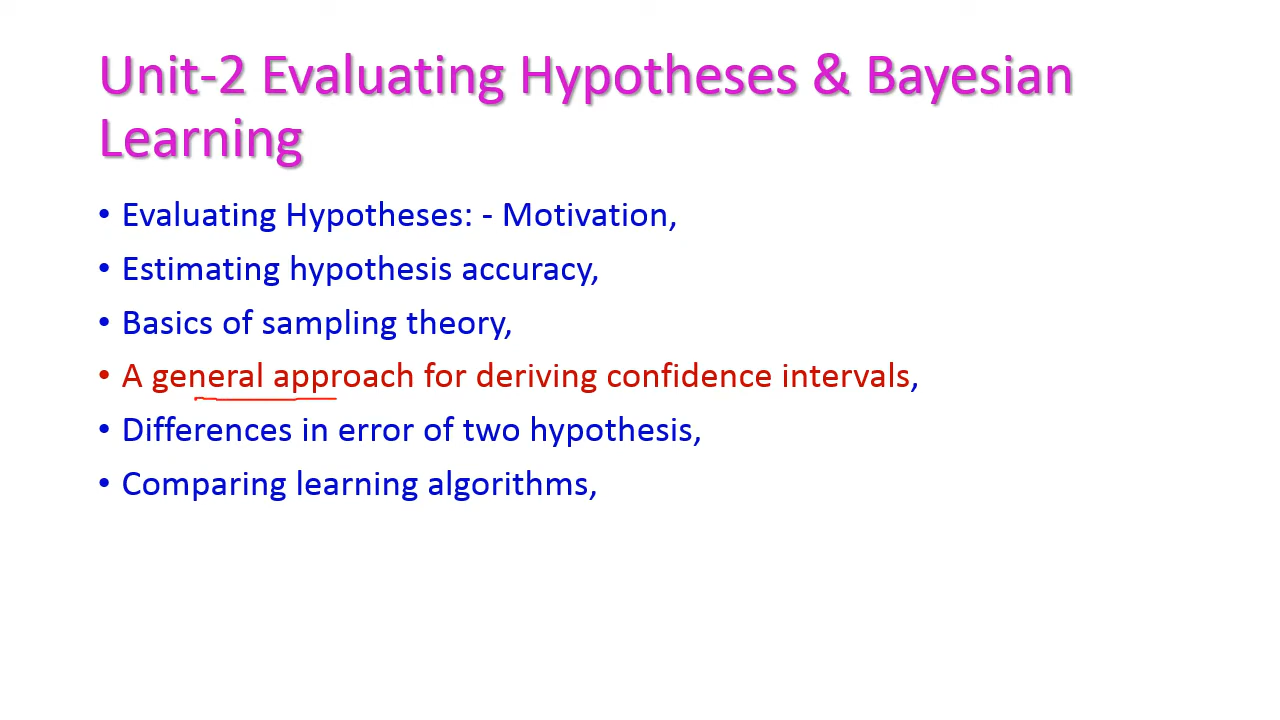 Unit-2 Evaluating Hypotheses & Bayesian
Learning
• Evaluating Hypotheses: - Motivation,
• Estimating hypothesis accuracy,
• Basics of sampling theory,
• A general approach for deriving confidence intervals,
• Differences in error of two hypothesis,
• Comparing learning algorithms,